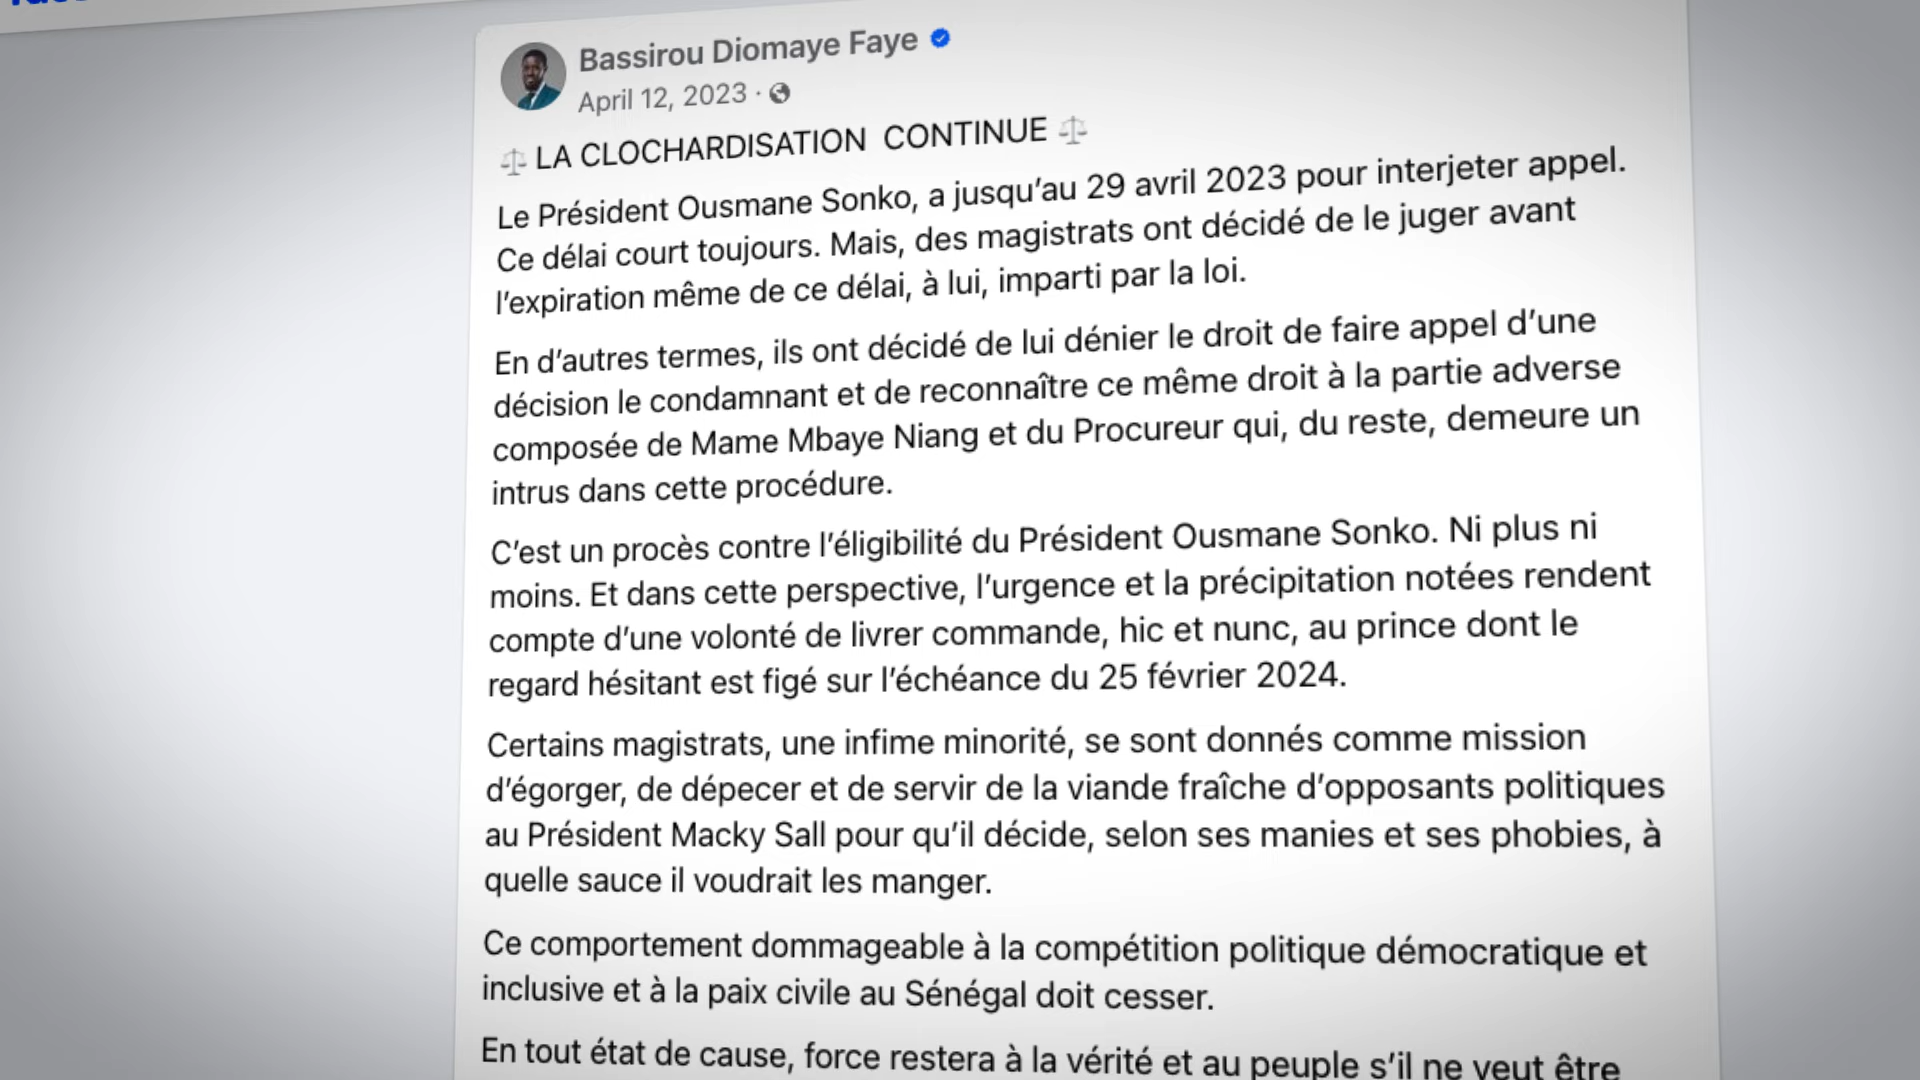 Bassirou Diomaye Faye
April 12, 2023 ·
⚖ LA CLOCHARDISATION CONTINUE ⚖
Le Président Ousmane Sonko, a jusqu’au 29 avril 2023 pour interjeter appel.
Ce délai court toujours. Mais, des magistrats ont décidé de le juger avant
l’expiration même de ce délai, à lui, imparti par la loi.
En d’autres termes, ils ont décidé de lui dénier le droit de faire appel d’une
décision le condamnant et de reconnaître ce même droit à la partie adverse
composée de Mame Mbaye Niang et du Procureur qui, du reste, demeure un
intrus dans cette procédure.
C’est un procès contre l’éligibilité du Président Ousmane Sonko. Ni plus ni
moins. Et dans cette perspective, l’urgence et la précipitation notées rendent
compte d’une volonté de livrer commande, hic et nunc, au prince dont le
regard hésitant est figé sur l’échéance du 25 février 2024.
Certains magistrats, une infime minorité, se sont donnés comme mission
d’égorger, de dépecer et de servir de la viande fraîche d’opposants politiques
au Président Macky Sall pour qu’il décide, selon ses manies et ses phobies, à
quelle sauce il voudrait les manger.
Ce comportement dommageable à la compétition politique démocratique et
inclusive et à la paix civile au Sénégal doit cesser.
En tout état de cause, force restera à la vérité et au peuple s’il ne veut être